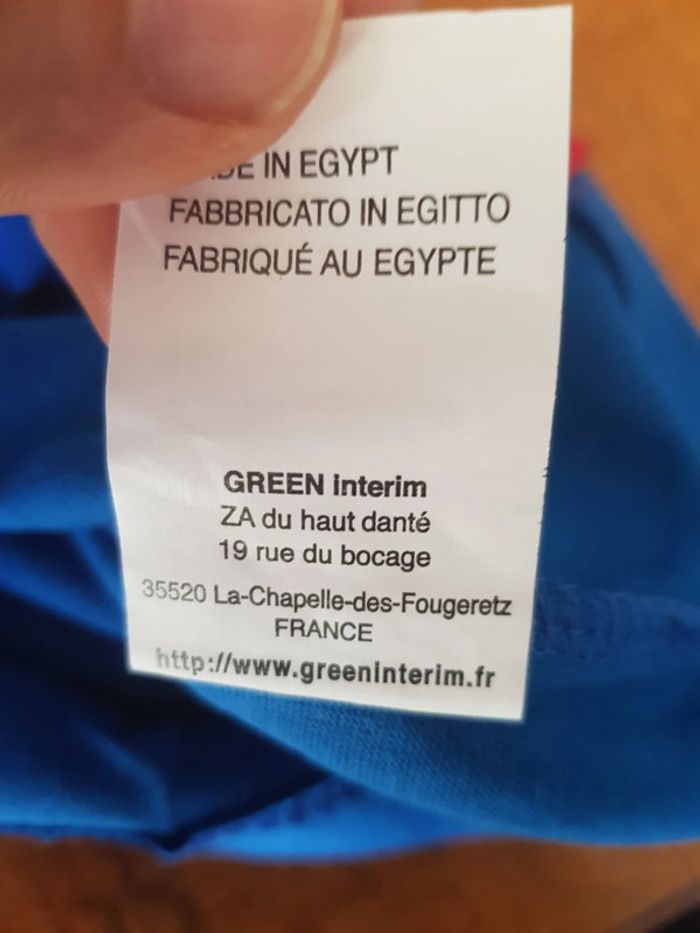 IN EGYPT
FABBRICATO IN EGITTO
FABRIQUÉ AU EGYPTE
GREEN interim
ZA du haut danté
19 rue du bocage
35520 La-Chapelle-des-Fougeretz
FRANCE
http://www.greeninterim.fr